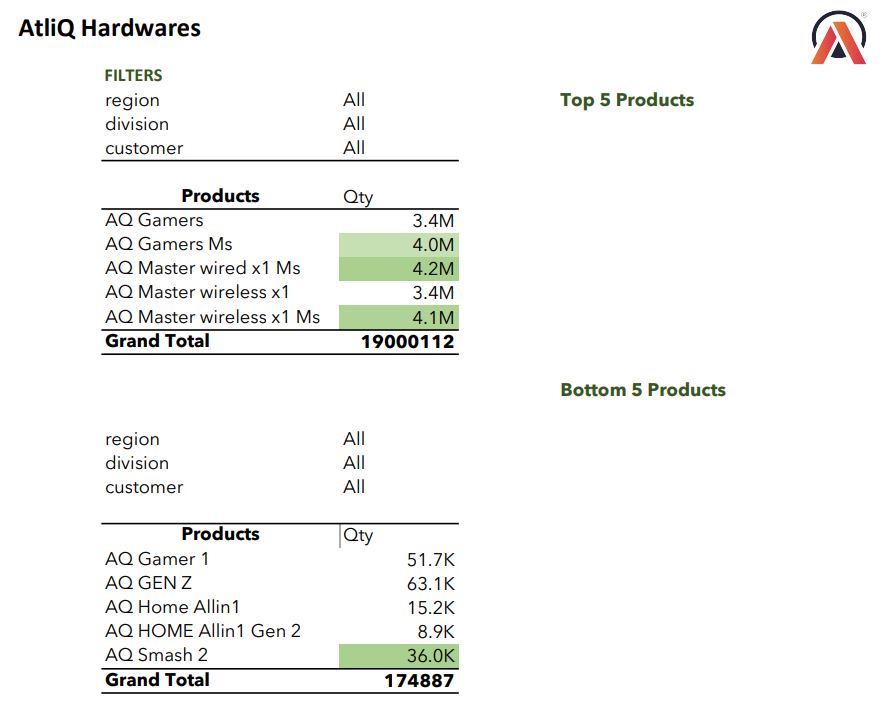 AtliQ Hardwares
®
FILTERS
region All
division All
customer All
Top 5 Products
Products Qty
AQ Gamers 3.4M
AQ Gamers Ms 4.0M
AQ Master wired x1 Ms 4.2M
AQ Master wireless x1 3.4M
AQ Master wireless x1 Ms 4.1M
Grand Total 19000112
Bottom 5 Products
region All
division All
customer All
Products Qty
AQ Gamer 1 51.7K
AQ GEN Z 63.1K
AQ Home Allin1 15.2K
AQ HOME Allin1 Gen 2 8.9K
AQ Smash 2 36.0K
Grand Total 174887